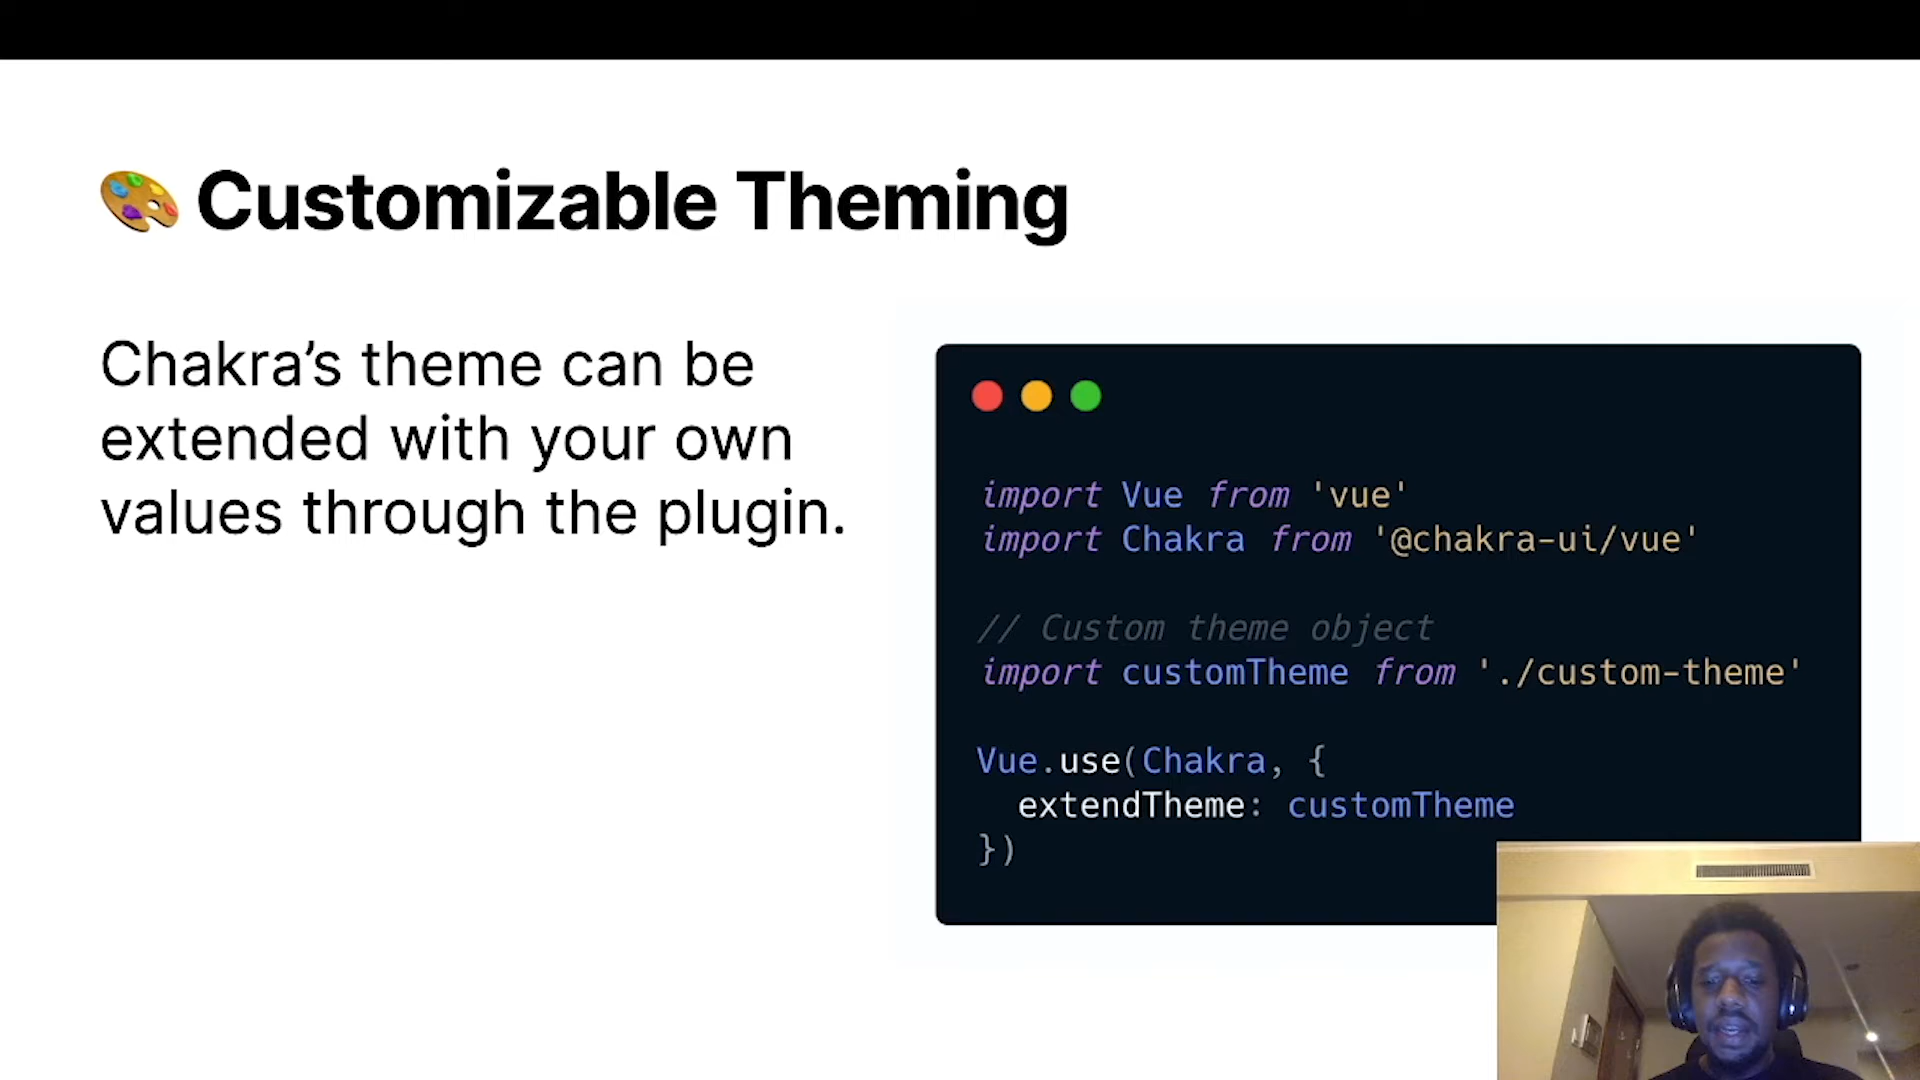 🎨 Customizable Theming
Chakra’s theme can be
extended with your own
values through the plugin.
import Vue from 'vue'
import Chakra from '@chakra-ui/vue'
// Custom theme object
import customTheme from './custom-theme'
Vue.use(Chakra, {
  extendTheme: customTheme
})